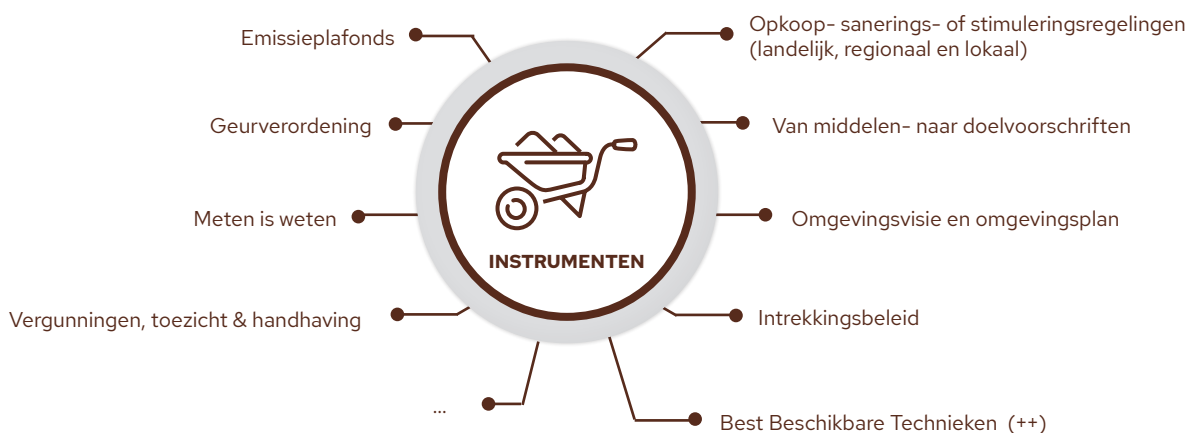 Emissieplafonds
Geurverordening
Meten is weten
Vergunningen, toezicht & handhaving
...
INSTRUMENTEN
Opkoop- sanerings- of stimuleringsregelingen
(landelijk, regionaal en lokaal)
Van middelen- naar doelvoorschriften
Omgevingsvisie en omgevingsplan
Intrekkingsbeleid
Best Beschikbare Technieken (++)